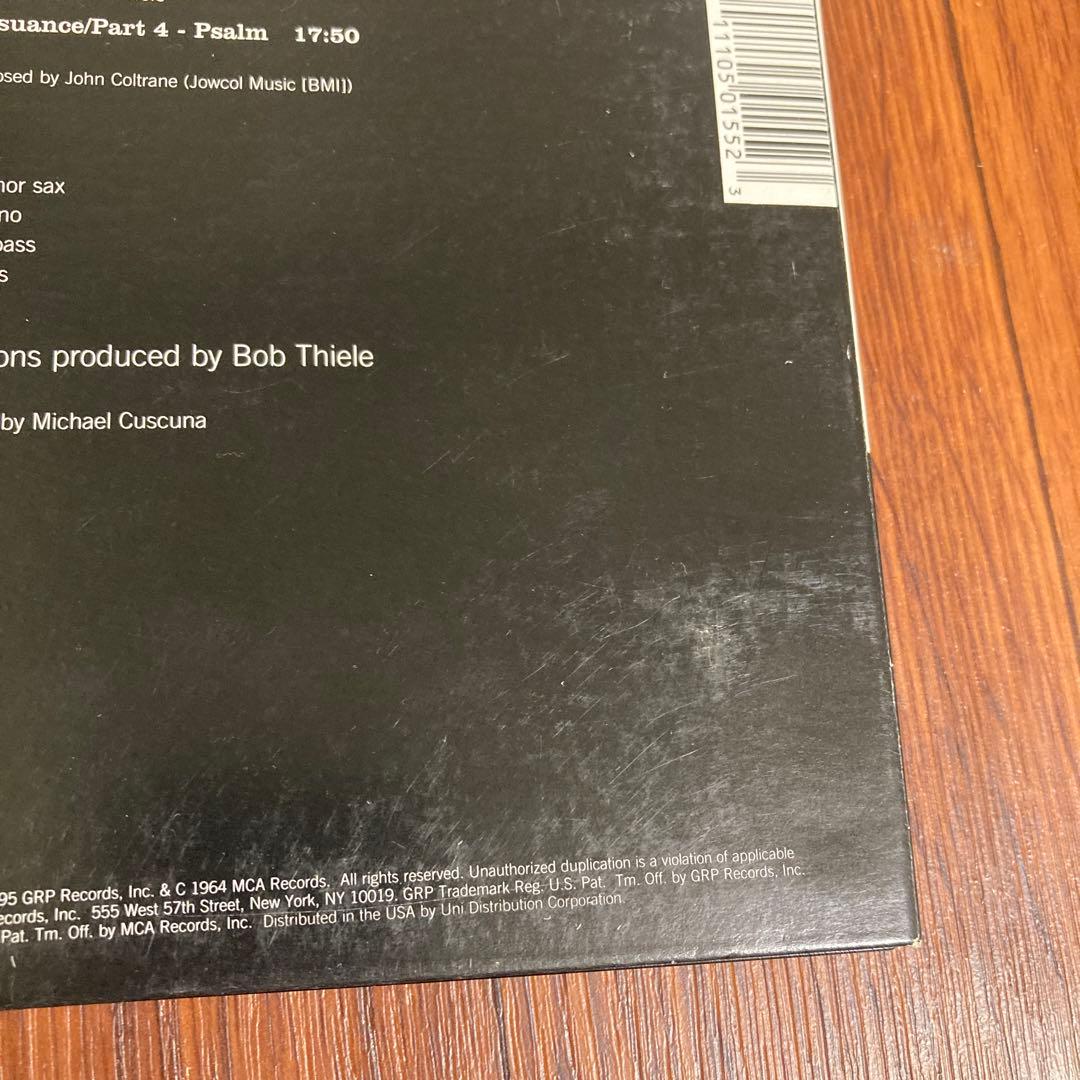 suance/Part 4 - Psalm 17:50
osed by John Coltrane (Jowcol Music [BMI])
nor sax
no
bass
s
ons produced by Bob Thiele
by Michael Cuscuna
11105 01552 3
95 GRP Records, Inc. & C 1964 MCA Records. All rights reserved. Unauthorized duplication is a violation of applicable
ecords, Inc. 555 West 57th Street, New York, NY 10019. GRP Trademark Reg. U.S. Pat. Tm. Off. by GRP Records, Inc.
Pat. Tm. Off. by MCA Records, Inc. Distributed in the USA by Uni Distribution Corporation.